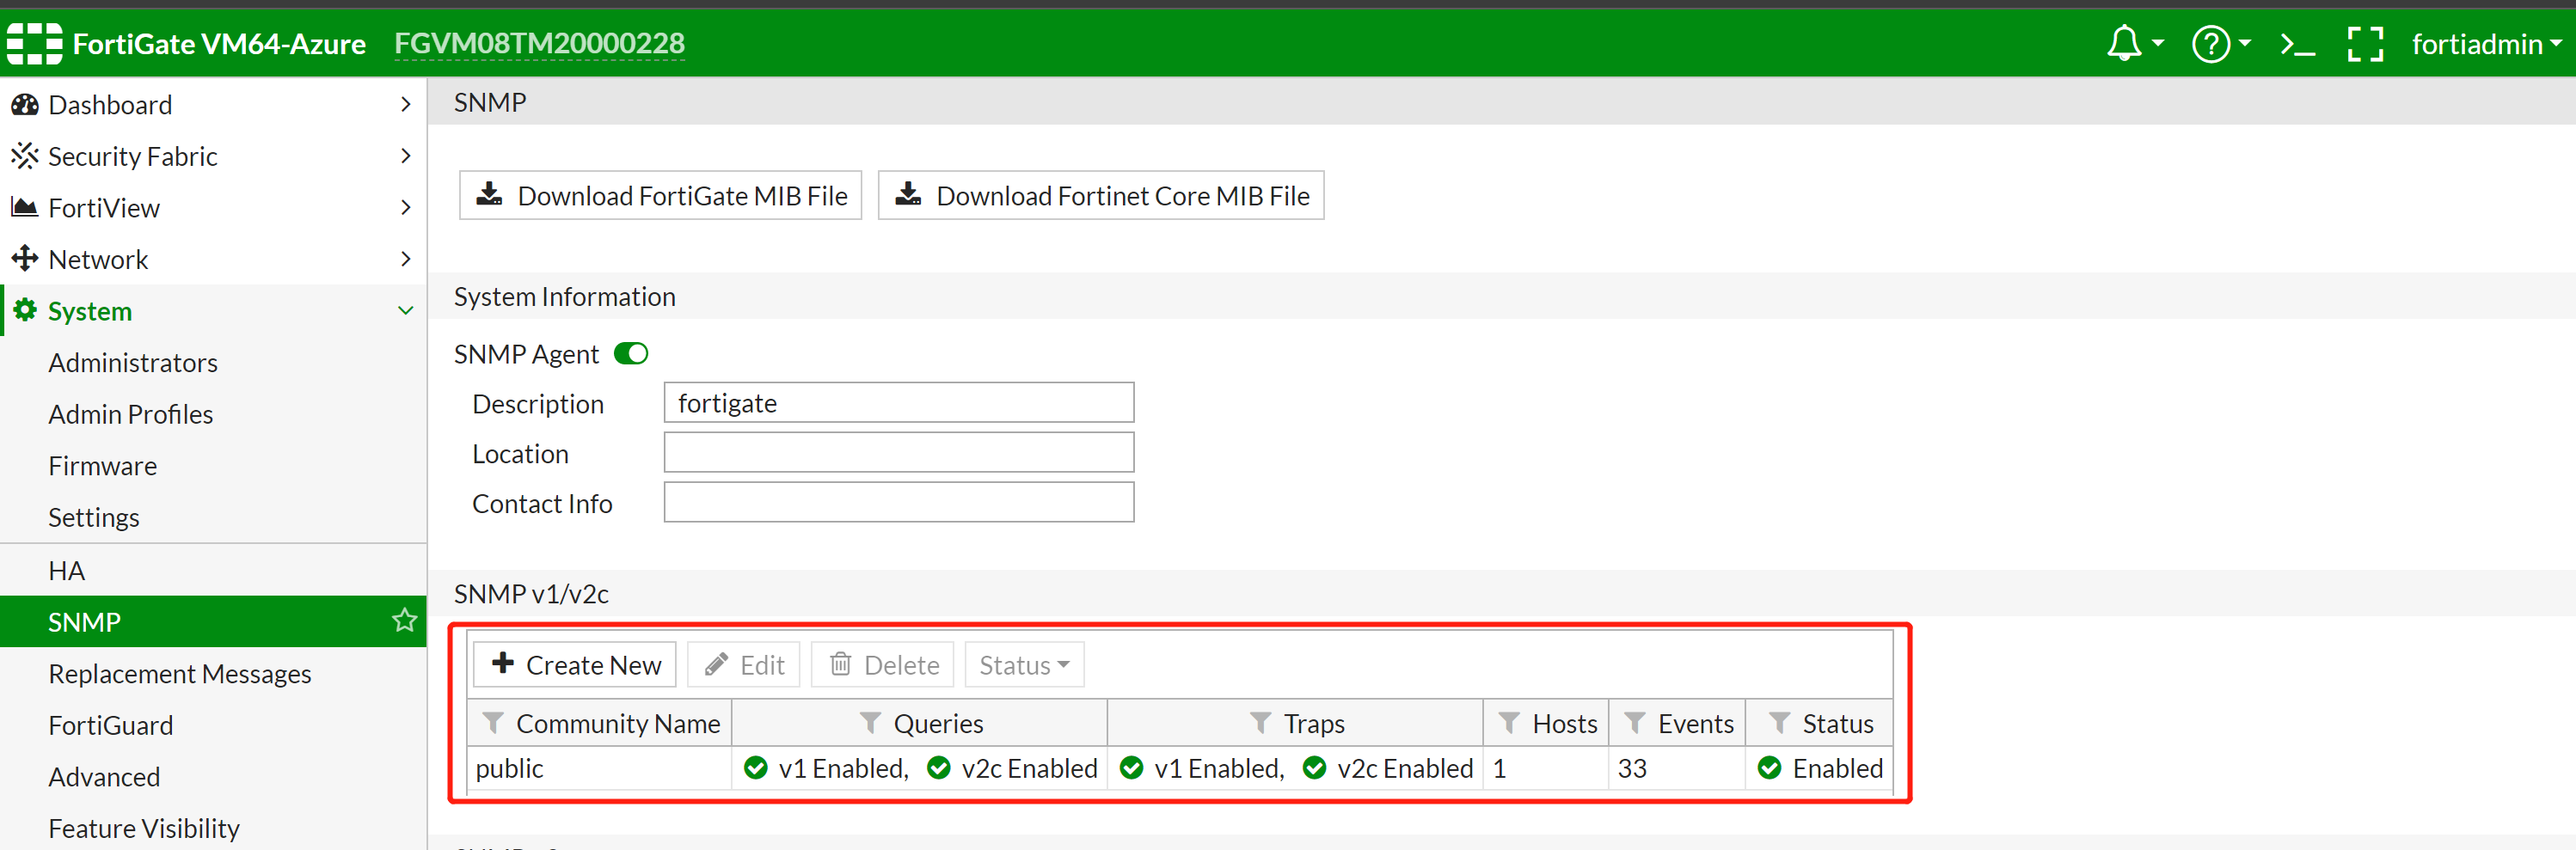 FortiGate VM64-Azure FGVM08TM20000228 fortiadmin
Dashboard
Security Fabric
FortiView
Network
System
Administrators
Admin Profiles
Firmware
Settings
HA
SNMP
Replacement Messages
FortiGuard
Advanced
Feature Visibility
SNMP
Download FortiGate MIB File Download Fortinet Core MIB File
System Information
SNMP Agent
Description fortigate
Location
Contact Info
SNMP v1/v2c
Create New Edit Delete Status
Community Name Queries Traps Hosts Events Status
public v1 Enabled, v2c Enabled v1 Enabled, v2c Enabled 1 33 Enabled